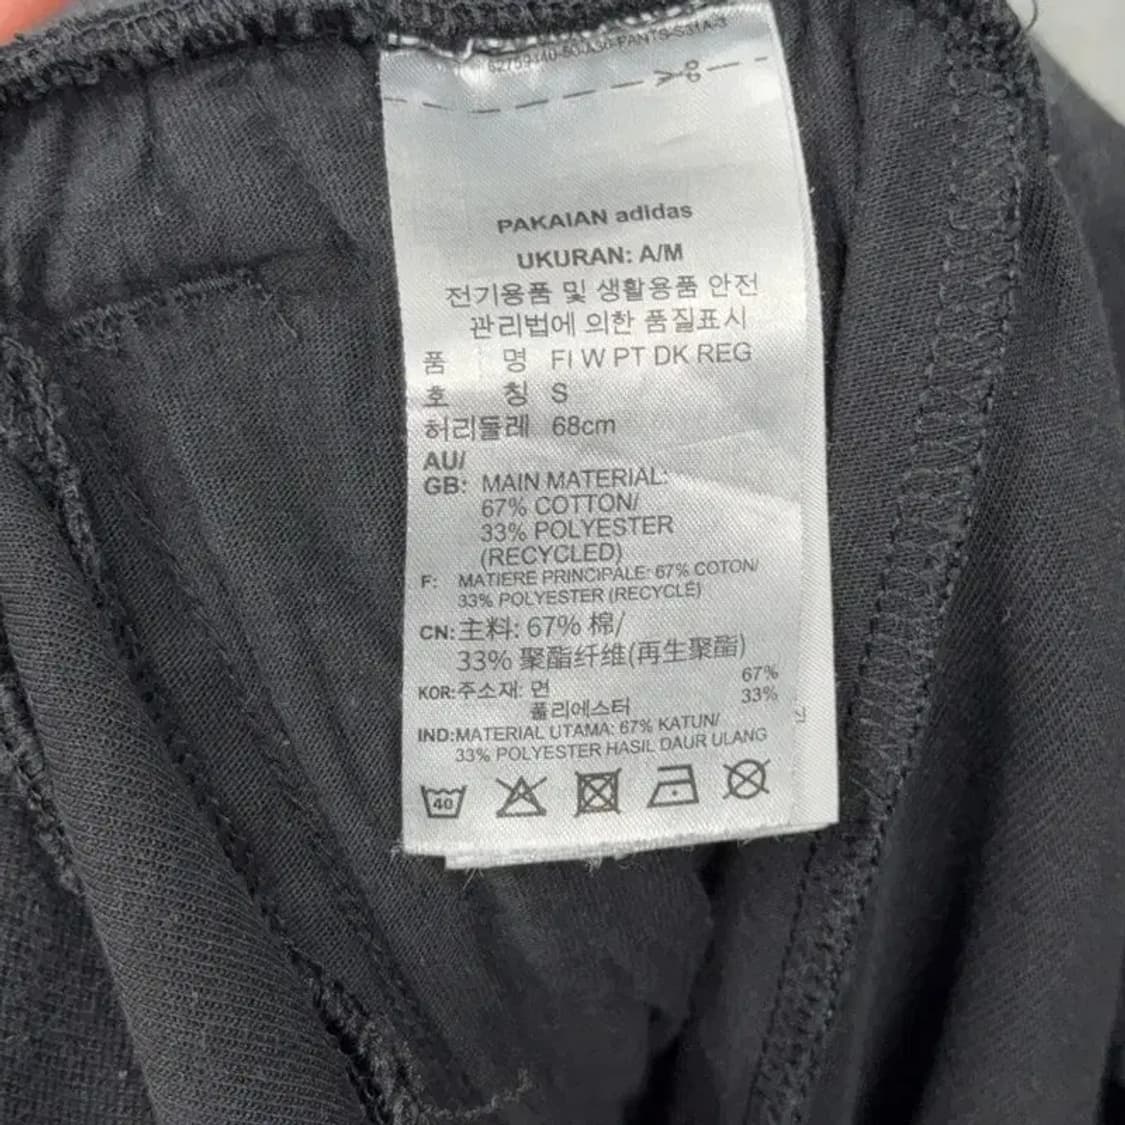 PAKAIAN adidas
UKURAN: A/M
전기용품 및 생활용품 안전
관리법에 의한 품질표시
품 명 FI W PT DK REG
호 칭 S
허리둘레 68cm
AU/
GB: MAIN MATERIAL:
67% COTTON/
33% POLYESTER
(RECYCLED)
F: MATIERE PRINCIPALE: 67% COTON/
33% POLYESTER (RECYCLÉ)
CN: 主料: 67% 棉/
33% 聚酯纤维(再生聚酯)
KOR: 주소재: 면 67%
폴리에스터 33%
IND: MATERIAL UTAMA: 67% KATUN/
33% POLYESTER HASIL DAUR ULANG
40